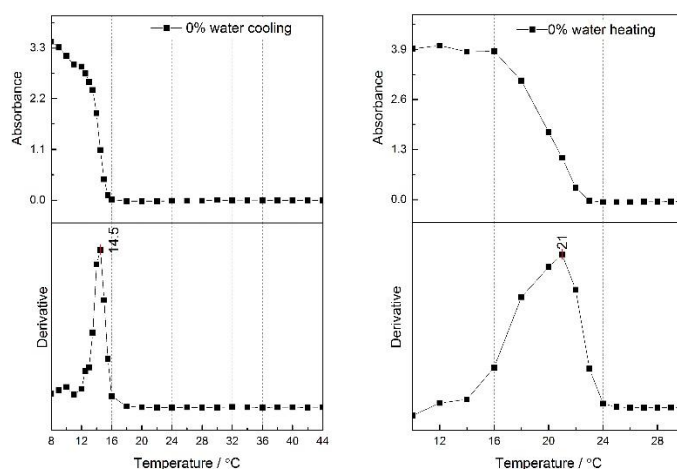 0% water cooling
Absorbance
3.3
2.2
1.1
0.0
14.5
Derivative
8 12 16 20 24 28 32 36 40 44
Temperature / °C
0% water heating
Absorbance
3.9
2.6
1.3
0.0
21
Derivative
12 16 20 24 28
Temperature / °C